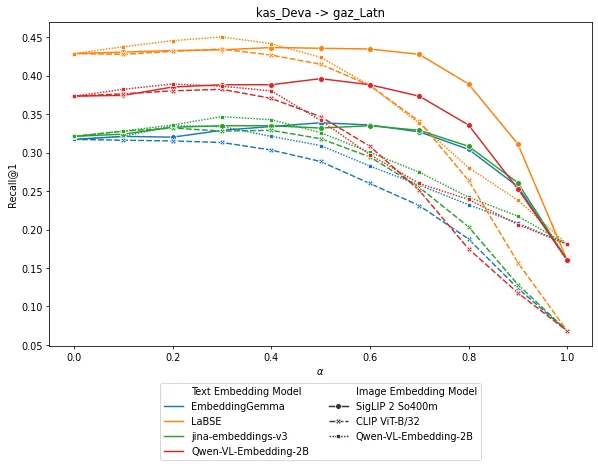 kas_Deva -> gaz_Latn
0.45
0.40
0.35
0.30
0.25
0.20
0.15
0.10
0.05
Recall@1
0.0 0.2 0.4 0.6 0.8 1.0
α
Text Embedding Model
EmbeddingGemma
LaBSE
jina-embeddings-v3
Qwen-VL-Embedding-2B
Image Embedding Model
SigLIP 2 So400m
CLIP ViT-B/32
Qwen-VL-Embedding-2B